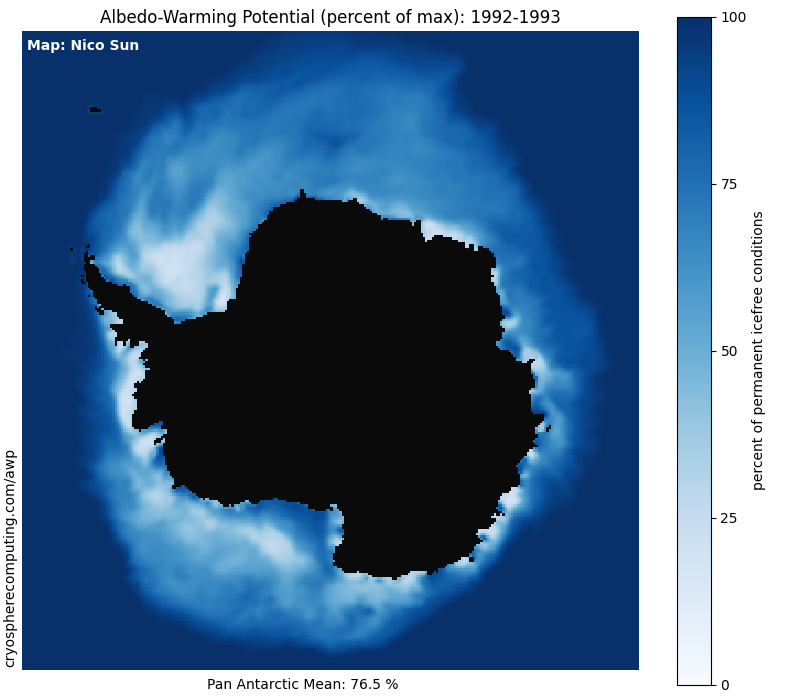 Albedo-Warming Potential (percent of max): 1992-1993
Map: Nico Sun
cryospherecomputing.com/awp
Pan Antarctic Mean: 76.5 %
100
75
50
25
0
percent of permanent icefree conditions